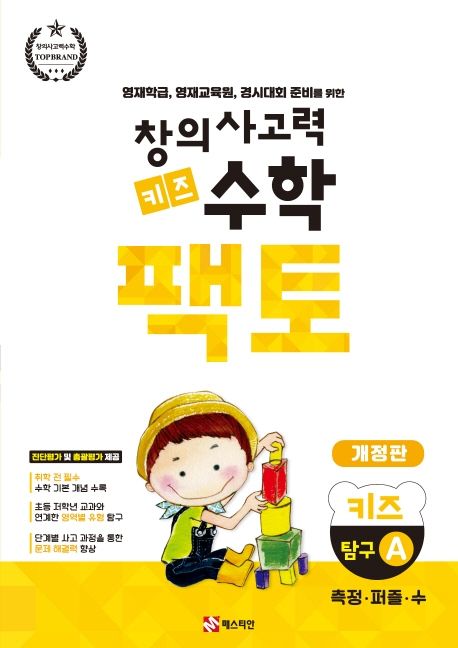 창의사고력수학
TOPBRAND
영재학급, 영재교육원, 경시대회 준비를 위한
창의사고력
키즈 수학
팩토
진단평가 및 총괄평가 제공
취학 전 필수
수학 기본 개념 수록
초등 저학년 교과와
연계한 영역별 유형 탐구
단계별 사고 과정을 통한
문제 해결력 향상
개정판
키즈
탐구 A
측정·퍼즐·수
매스티안